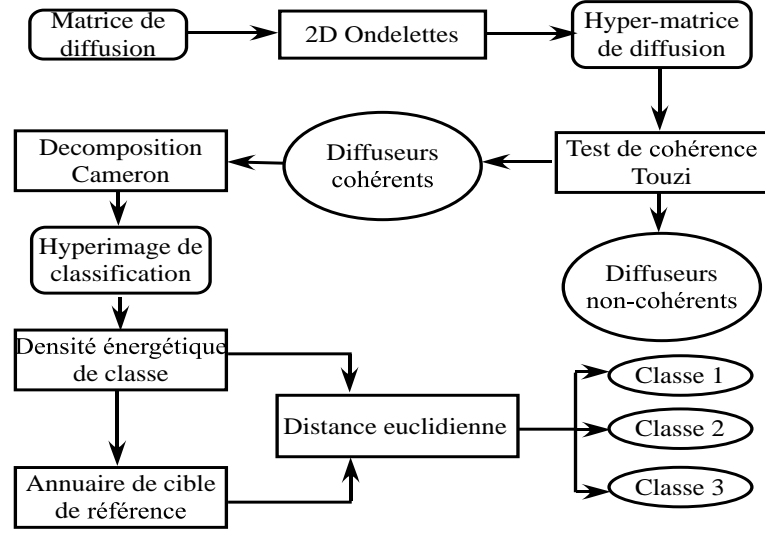 Matrice de
diffusion
2D Ondelettes
Hyper-matrice
de diffusion
Decomposition
Cameron
Diffuseurs
cohérents
Test de cohérence
Touzi
Hyperimage de
classification
Diffuseurs
non-cohérents
Densité énergétique
de classe
Distance euclidienne
Classe 1
Classe 2
Classe 3
Annuaire de cible
de référence